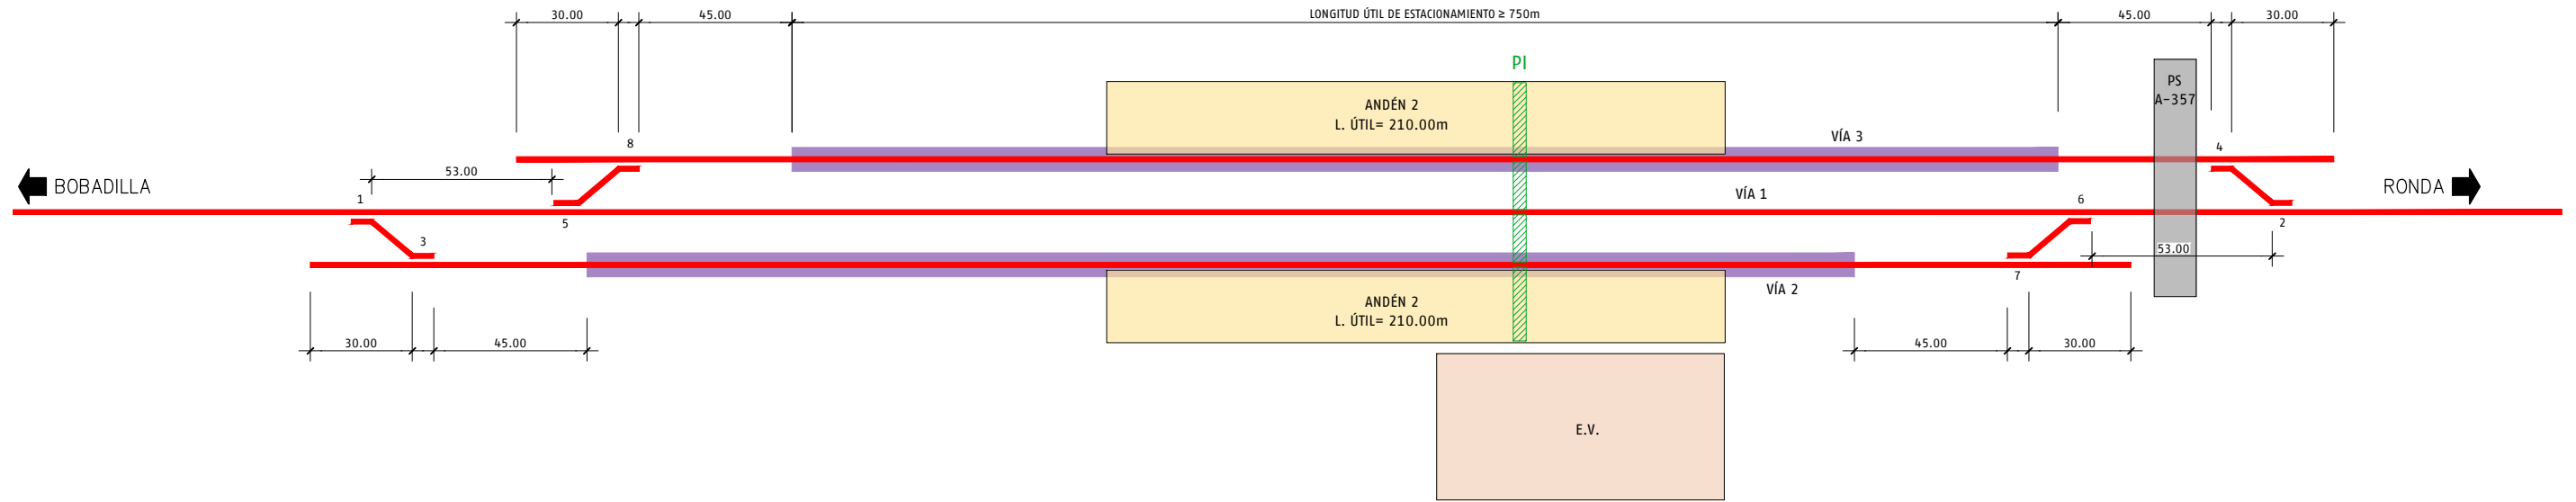 30.00
45.00
LONGITUD ÚTIL DE ESTACIONAMIENTO ≥ 750m
45.00
30.00
PI
PS
A-357
ANDÉN 2
L. ÚTIL= 210.00m
VÍA 3
8
4
53.00
BOBADILLA
RONDA
1
VÍA 1
6
5
2
3
53.00
7
VÍA 2
ANDÉN 2
L. ÚTIL= 210.00m
30.00
45.00
45.00
30.00
E.V.